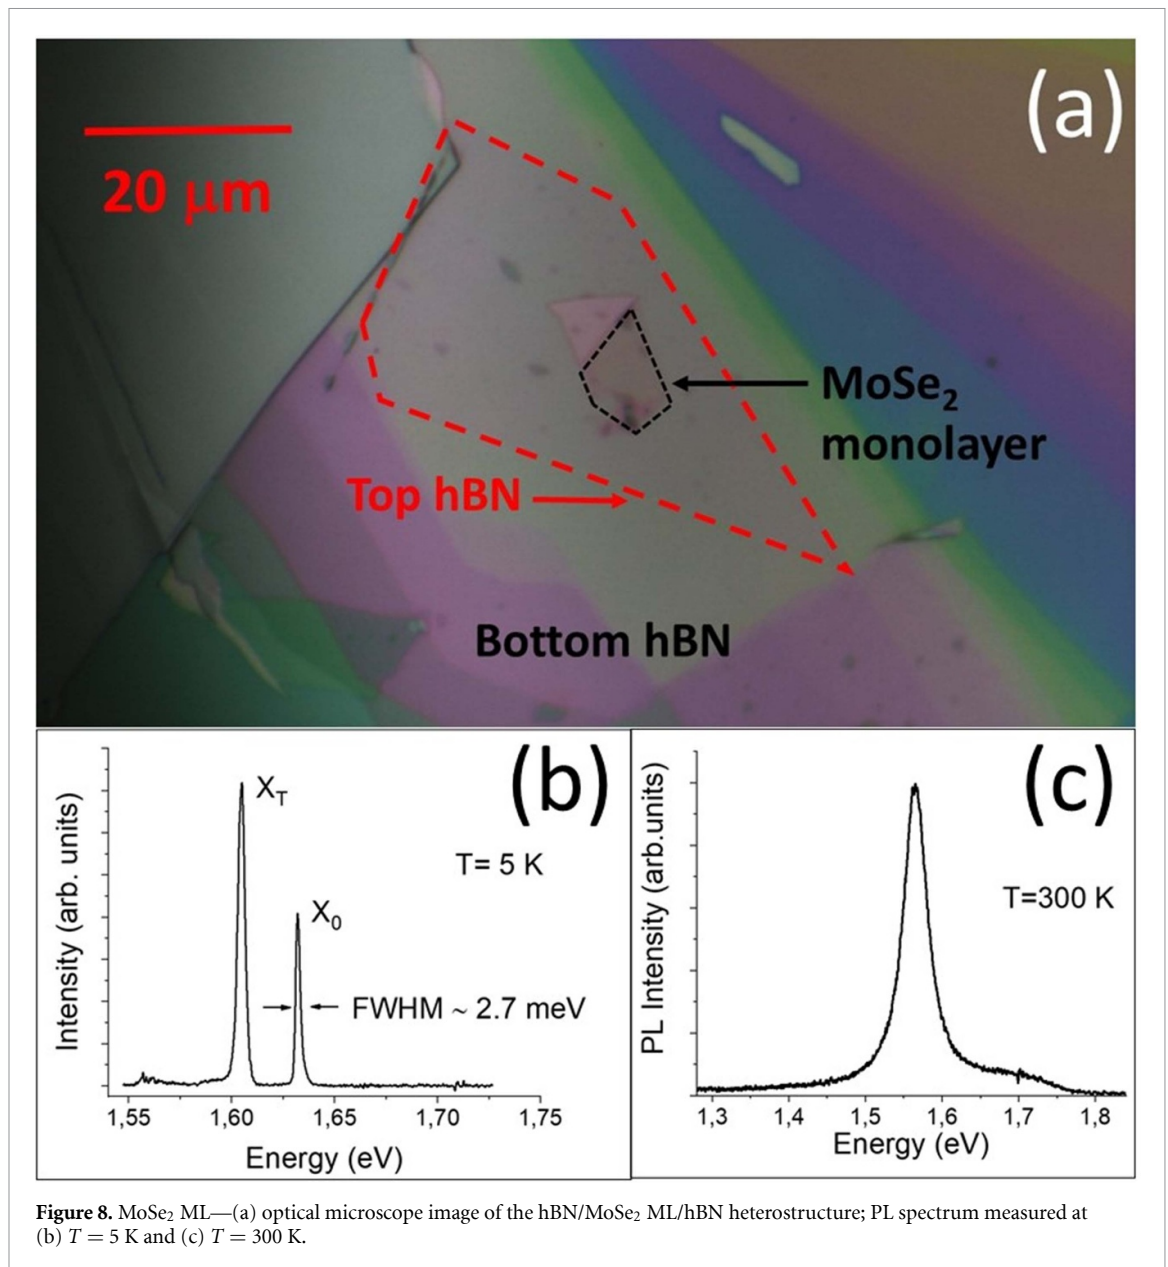 (a)
20 μm
MoSe₂
monolayer
Top hBN
Bottom hBN
(b)
X_T
T= 5 K
X₀
FWHM ~ 2.7 meV
Intensity (arb. units)
1,55 1,60 1,65 1,70 1,75
Energy (eV)
(c)
T=300 K
PL Intensity (arb.units)
1,3 1,4 1,5 1,6 1,7 1,8
Energy (eV)
Figure 8. MoSe₂ ML—(a) optical microscope image of the hBN/MoSe₂ ML/hBN heterostructure; PL spectrum measured at
(b) T = 5 K and (c) T = 300 K.